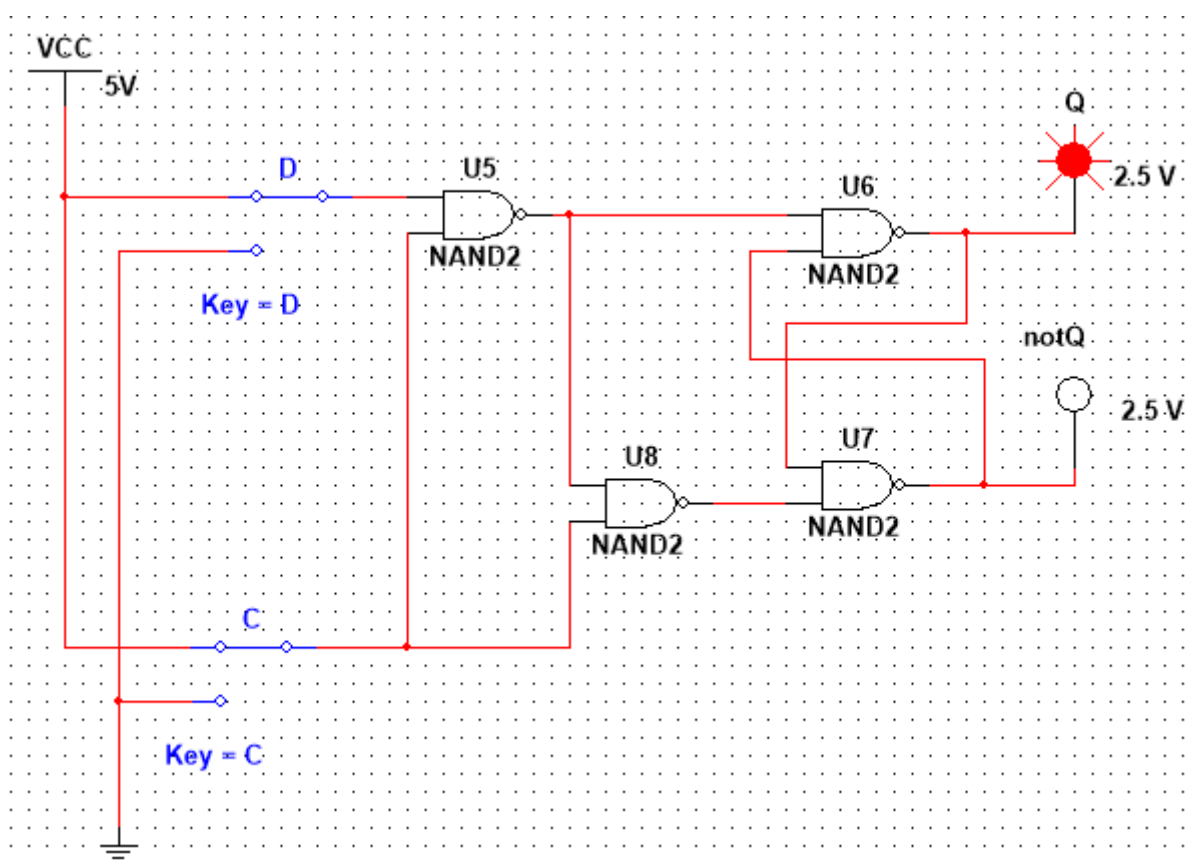 VCC
5V
Q
D
U5
2.5 V
U6
NAND2
NAND2
Key = D
notQ
2.5 V
U7
U8
NAND2
NAND2
C
Key = C